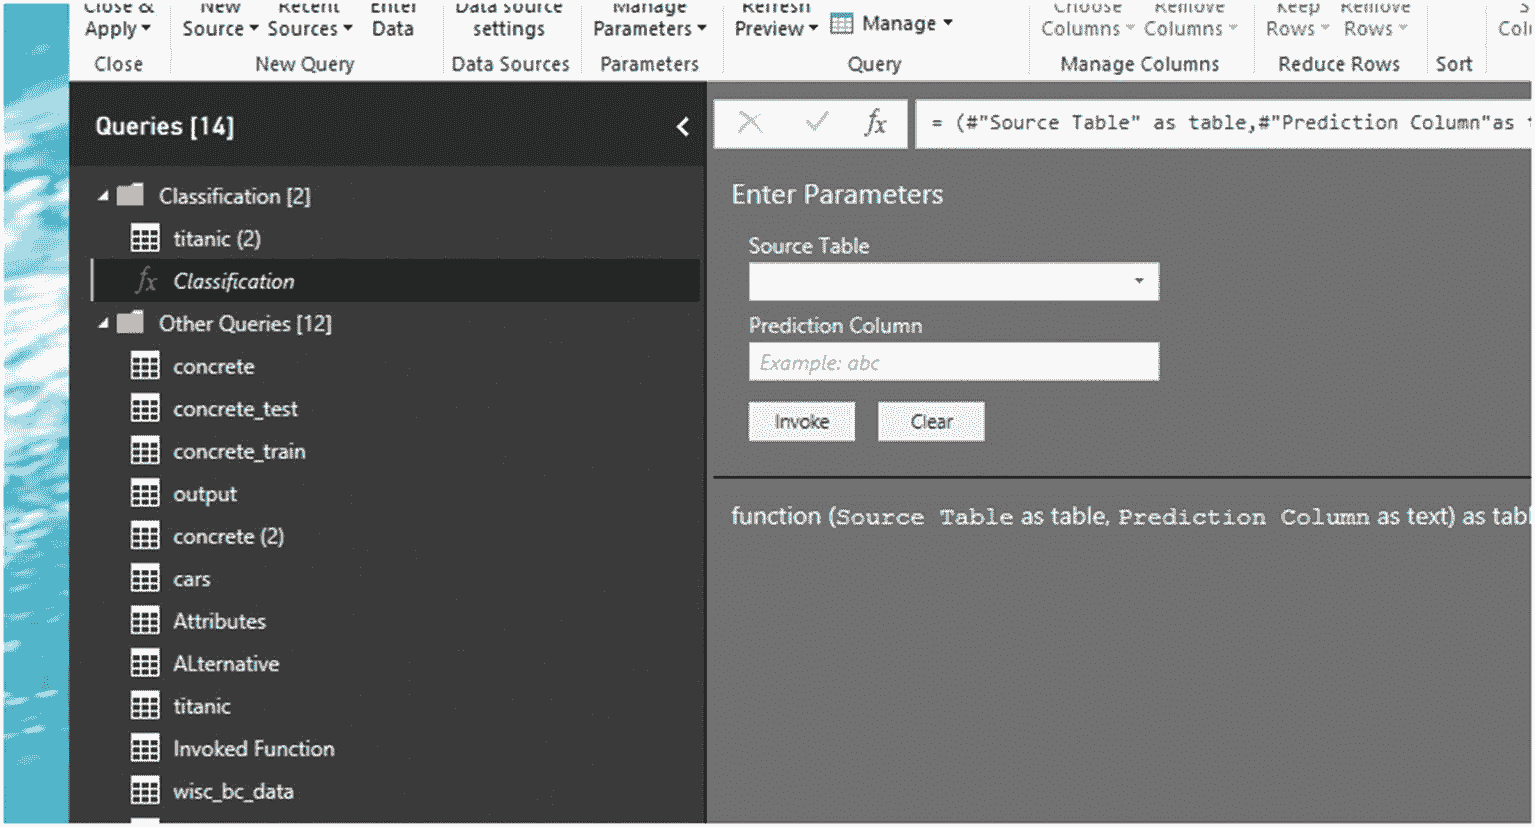 Close & New Recent Enter Data source Manage Refresh Choose Remove Keep Remove
Apply Source Sources Data settings Parameters Preview Manage Columns Columns Rows Rows
Close New Query Data Sources Parameters Query Manage Columns Reduce Rows Sort
Queries [14]
= (#"Source Table" as table,#"Prediction Column"as
Classification [2]
titanic (2)
fx Classification
Other Queries [12]
concrete
concrete_test
concrete_train
output
concrete (2)
cars
Attributes
ALternative
titanic
Invoked Function
wisc_bc_data
fx
Enter Parameters
Source Table
Prediction Column
Example: abc
Invoke Clear
function (Source Table as table, Prediction Column as text) as